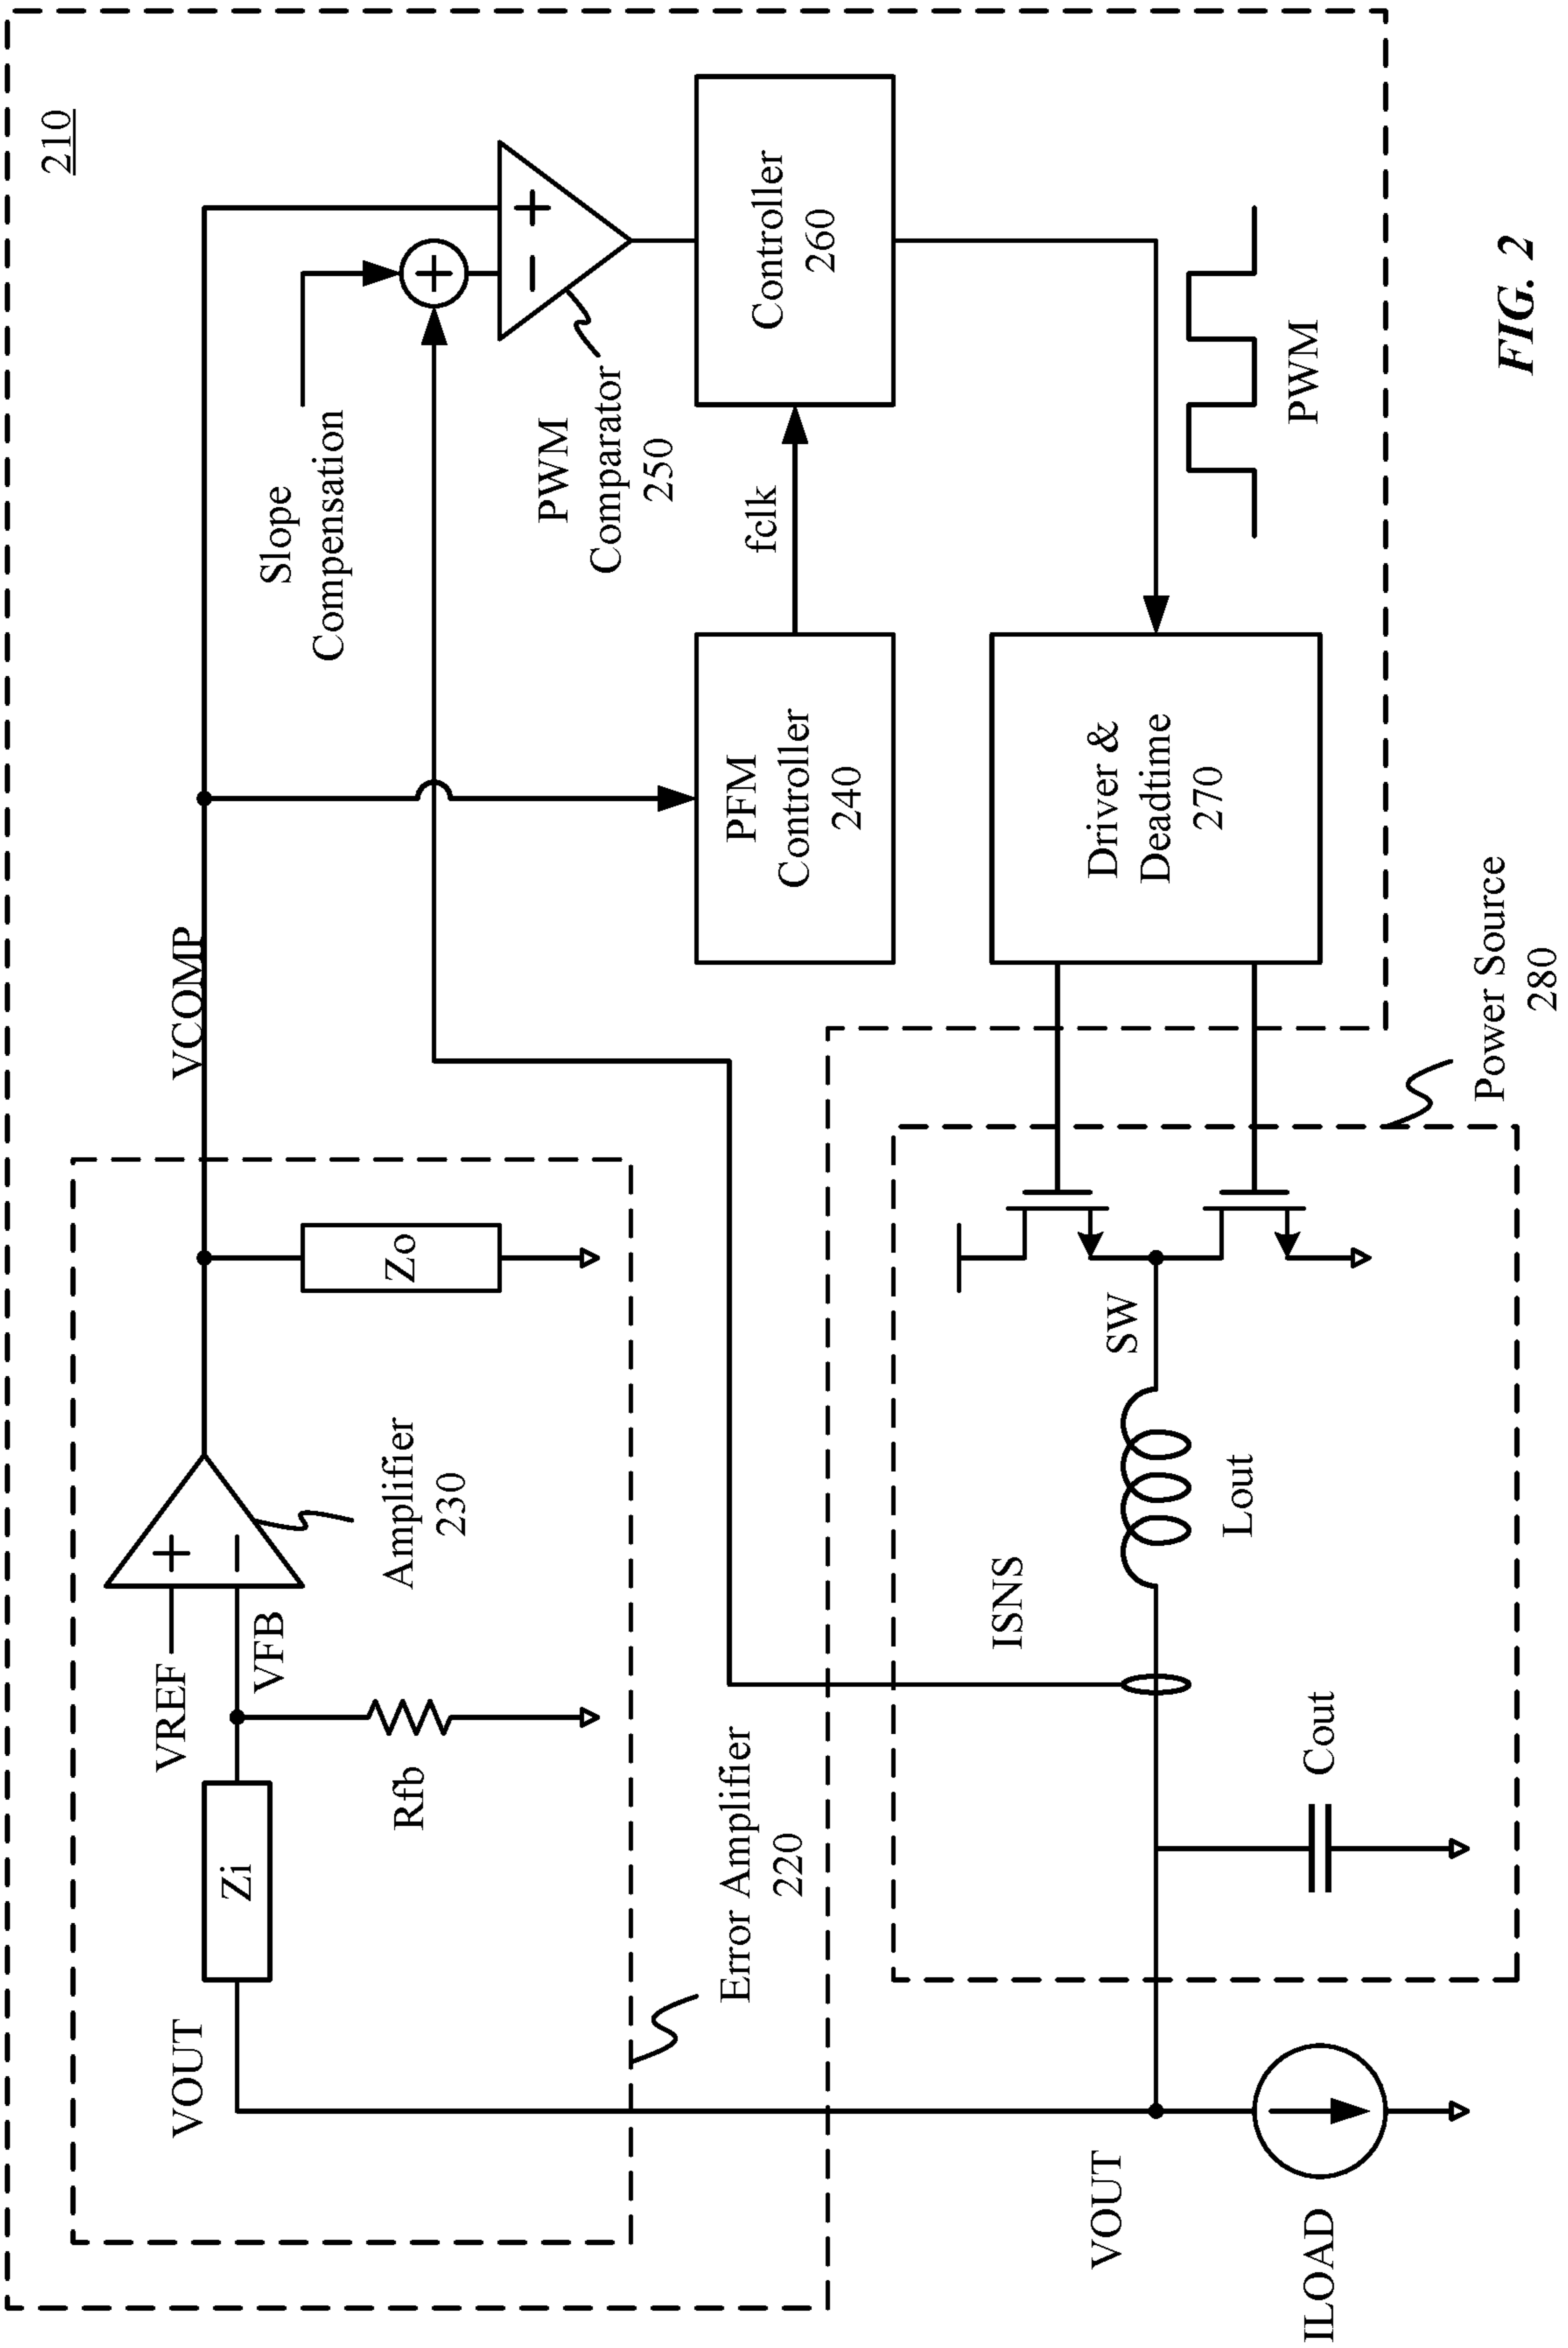 210
VOUT
Zi
VREF
VFB
Rfb
+
−
Amplifier
230
Zo
VCOMP
Error Amplifier
220
Slope
Compensation
+
−
+
PWM
Comparator
250
PFM
Controller
240
fclk
Controller
260
ISNS
Driver &
Deadtime
270
PWM
VOUT
SW
Lout
Cout
ILOAD
Power Source
280
FIG. 2